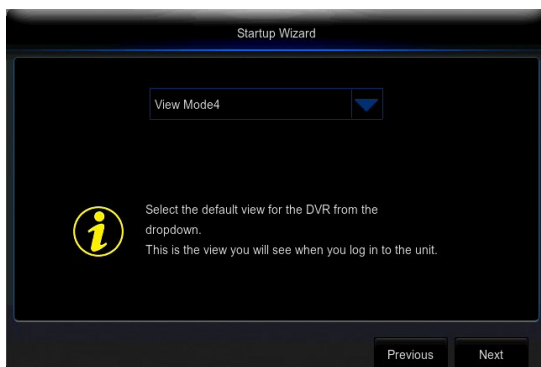 Startup Wizard
View Mode4
Select the default view for the DVR from the
dropdown.
This is the view you will see when you log in to the unit.
Previous
Next